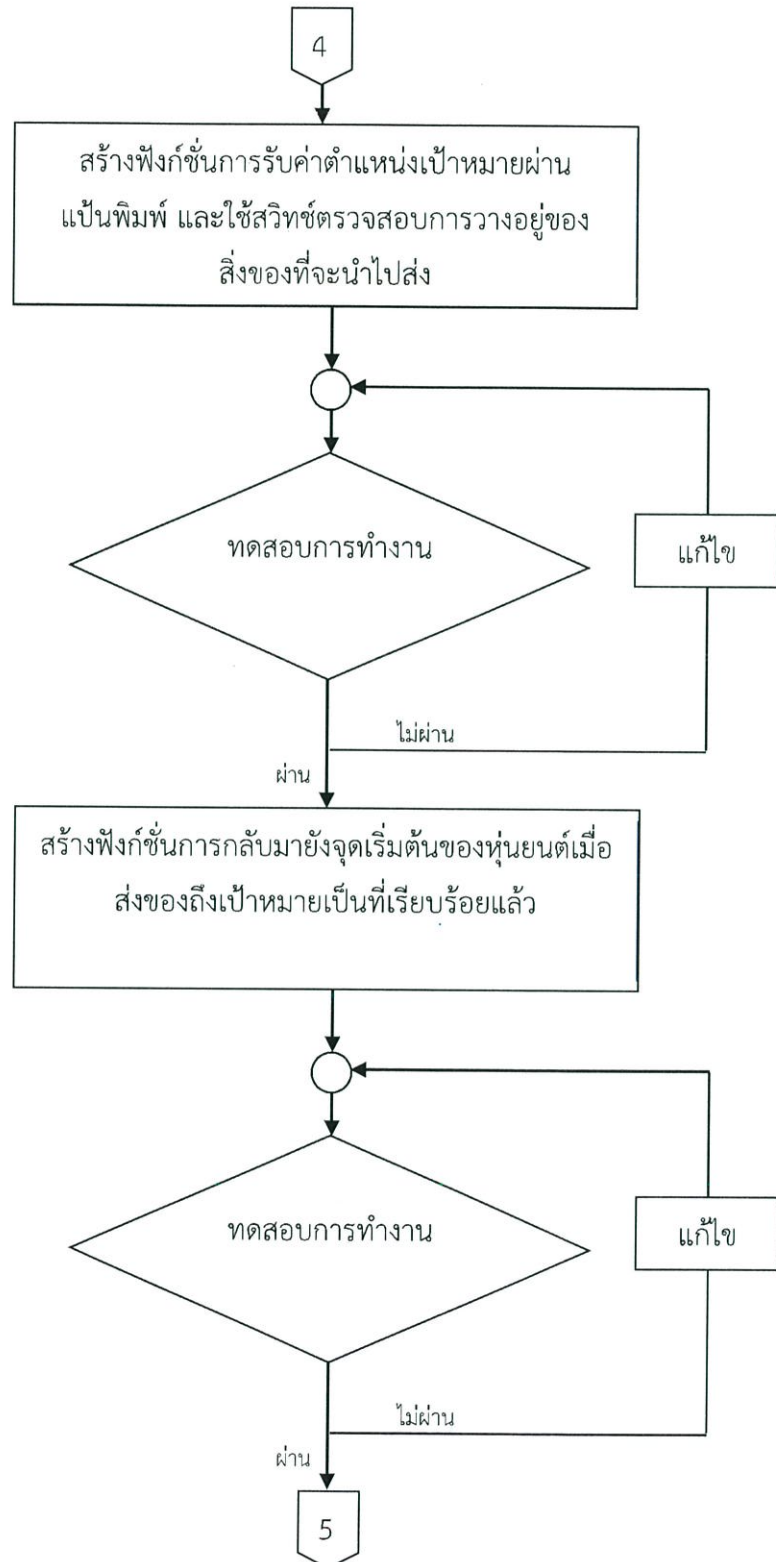 4
สร้างฟังก์ชั่นการรับค่าตำแหน่งเป้าหมายผ่าน
แป้นพิมพ์ และใช้สวิทช์ตรวจสอบการวางอยู่ของ
สิ่งของที่จะนำไปส่ง
ทดสอบการทำงาน
แก้ไข
ไม่ผ่าน
ผ่าน
สร้างฟังก์ชั่นการกลับมายังจุดเริ่มต้นของหุ่นยนต์เมื่อ
ส่งของถึงเป้าหมายเป็นที่เรียบร้อยแล้ว
ทดสอบการทำงาน
แก้ไข
ไม่ผ่าน
ผ่าน
5